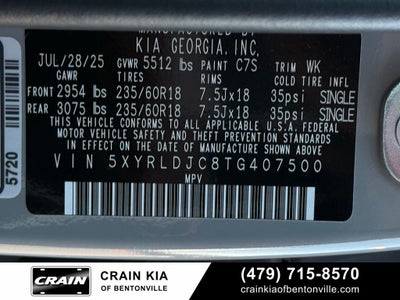 MANUFACTURED BY
KIA GEORGIA, INC.
JUL/28/25 GVWR 5512 lbs PAINT C7S TRIM WK
GAWR TIRES RIMS COLD TIRE INFL
FRONT 2954 lbs 235/60R18 7.5Jx18 35psi SINGLE
REAR 3075 lbs 235/60R18 7.5Jx18 35psi SINGLE
THIS VEHICLE CONFORMS TO ALL APPLICABLE U.S.A. FEDERAL
MOTOR VEHICLE SAFETY STANDARDS IN EFFECT ON THE
DATE OF MANUFACTURE SHOWN ABOVE.
VIN 5XYRLDJC8TG407500
MPV
5720
CRAIN
CRAIN KIA
OF BENTONVILLE
(479) 715-8570
crainkiaofbentonville.com